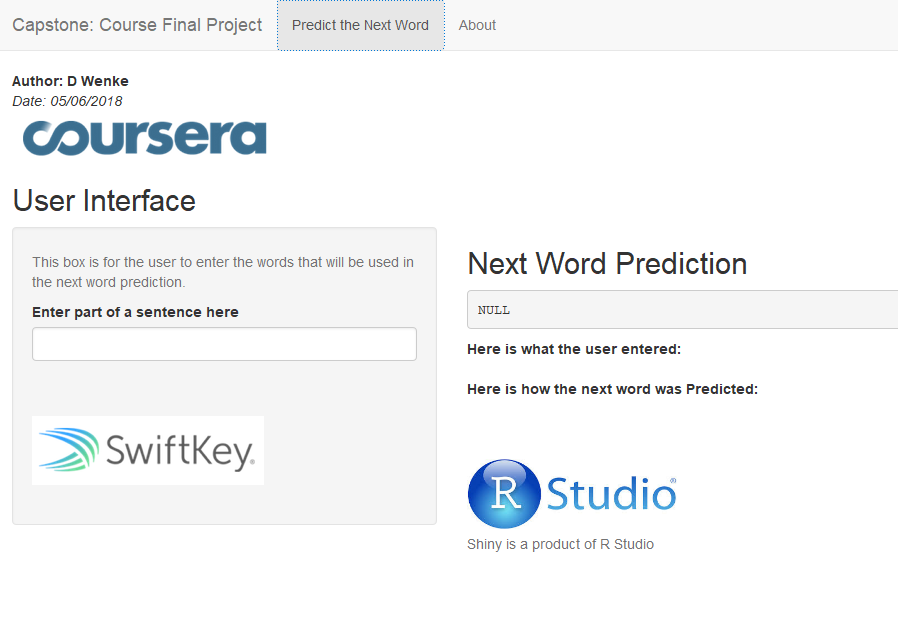 Capstone: Course Final Project Predict the Next Word About
Author: D Wenke
Date: 05/06/2018
coursera
User Interface
This box is for the user to enter the words that will be used in
the next word prediction.
Enter part of a sentence here
SwiftKey®
Next Word Prediction
NULL
Here is what the user entered:
Here is how the next word was Predicted:
R Studio®
Shiny is a product of R Studio